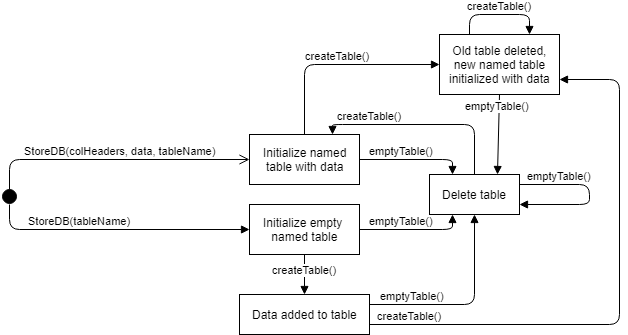 createTable()
Old table deleted,
new named table
initialized with data
createTable()
emptyTable()
createTable()
StoreDB(colHeaders, data, tableName)
Initialize named
table with data
emptyTable()
emptyTable()
Delete table
StoreDB(tableName)
Initialize empty
named table
emptyTable()
createTable()
emptyTable()
Data added to table
createTable()